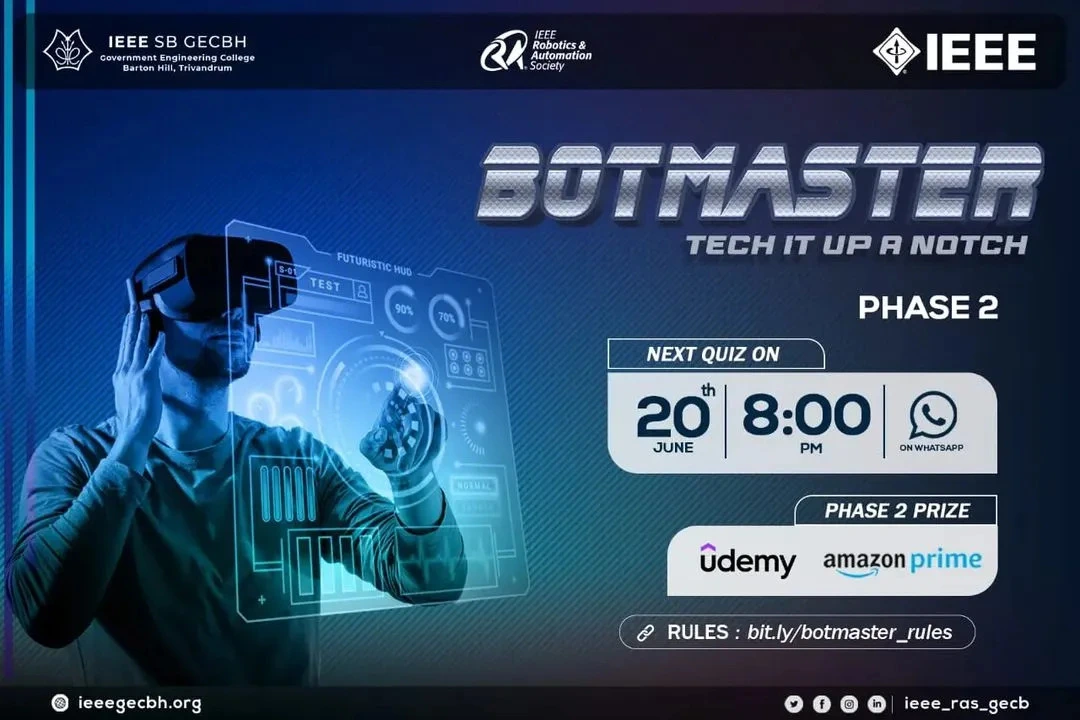 IEEE SB GECBH
Government Engineering College
Barton Hill, Trivandrum
IEEE
Robotics &
Automation
Society
IEEE
BOTMASTER
TECH IT UP A NOTCH
PHASE 2
FUTURISTIC HUD
S-01
TEST
90%
70%
NORMAL
NEXT QUIZ ON
20th
JUNE
8:00
PM
ON WHATSAPP
PHASE 2 PRIZE
udemy
amazon prime
RULES : bit.ly/botmaster_rules
ieeegecbh.org
ieee_ras_gecb